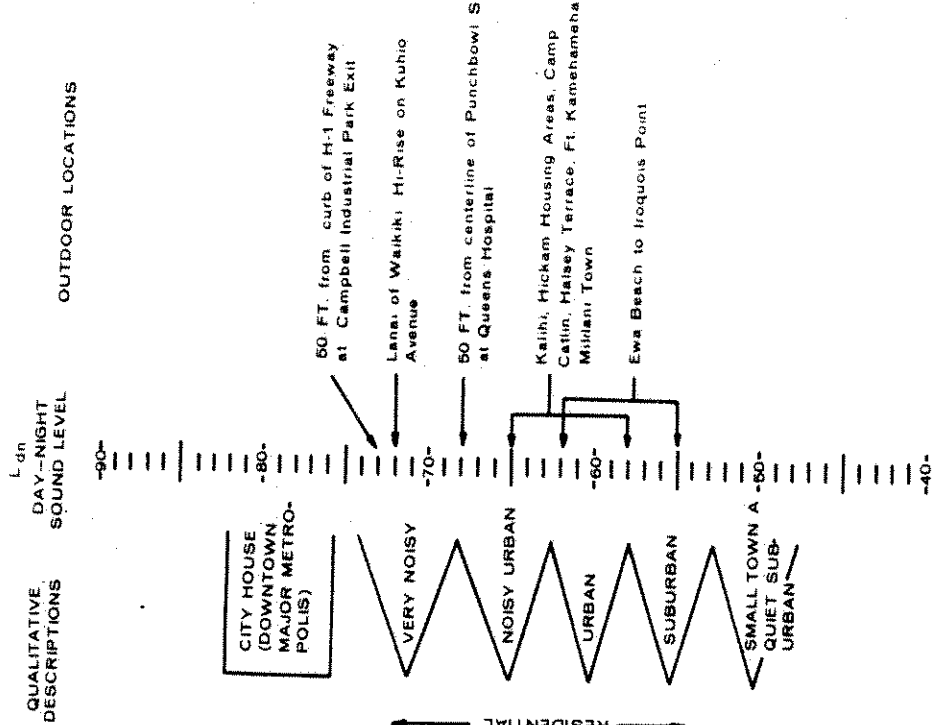 QUALITATIVE
DESCRIPTIONS
L dn
DAY-NIGHT
SOUND LEVEL
OUTDOOR LOCATIONS
-90-
-80-
-70-
-60-
-50-
-40-
CITY HOUSE
(DOWNTOWN
MAJOR METRO-
POLIS)
VERY NOISY
NOISY URBAN
URBAN
SUBURBAN
SMALL TOWN A
QUIET SUB-
URBAN
RESIDENTIAL
50 FT. from curb of H-1 Freeway
at Campbell Industrial Park Exit
Lanai of Waikiki Hi-Rise on Kuhio
Avenue
50 FT. from centerline of Punchbowl S
at Queens Hospital
Kalihi, Hickam Housing Areas, Camp
Catlin, Halsey Terrace, Ft. Kamehameha
Mililani Town
Ewa Beach to Iroquois Point